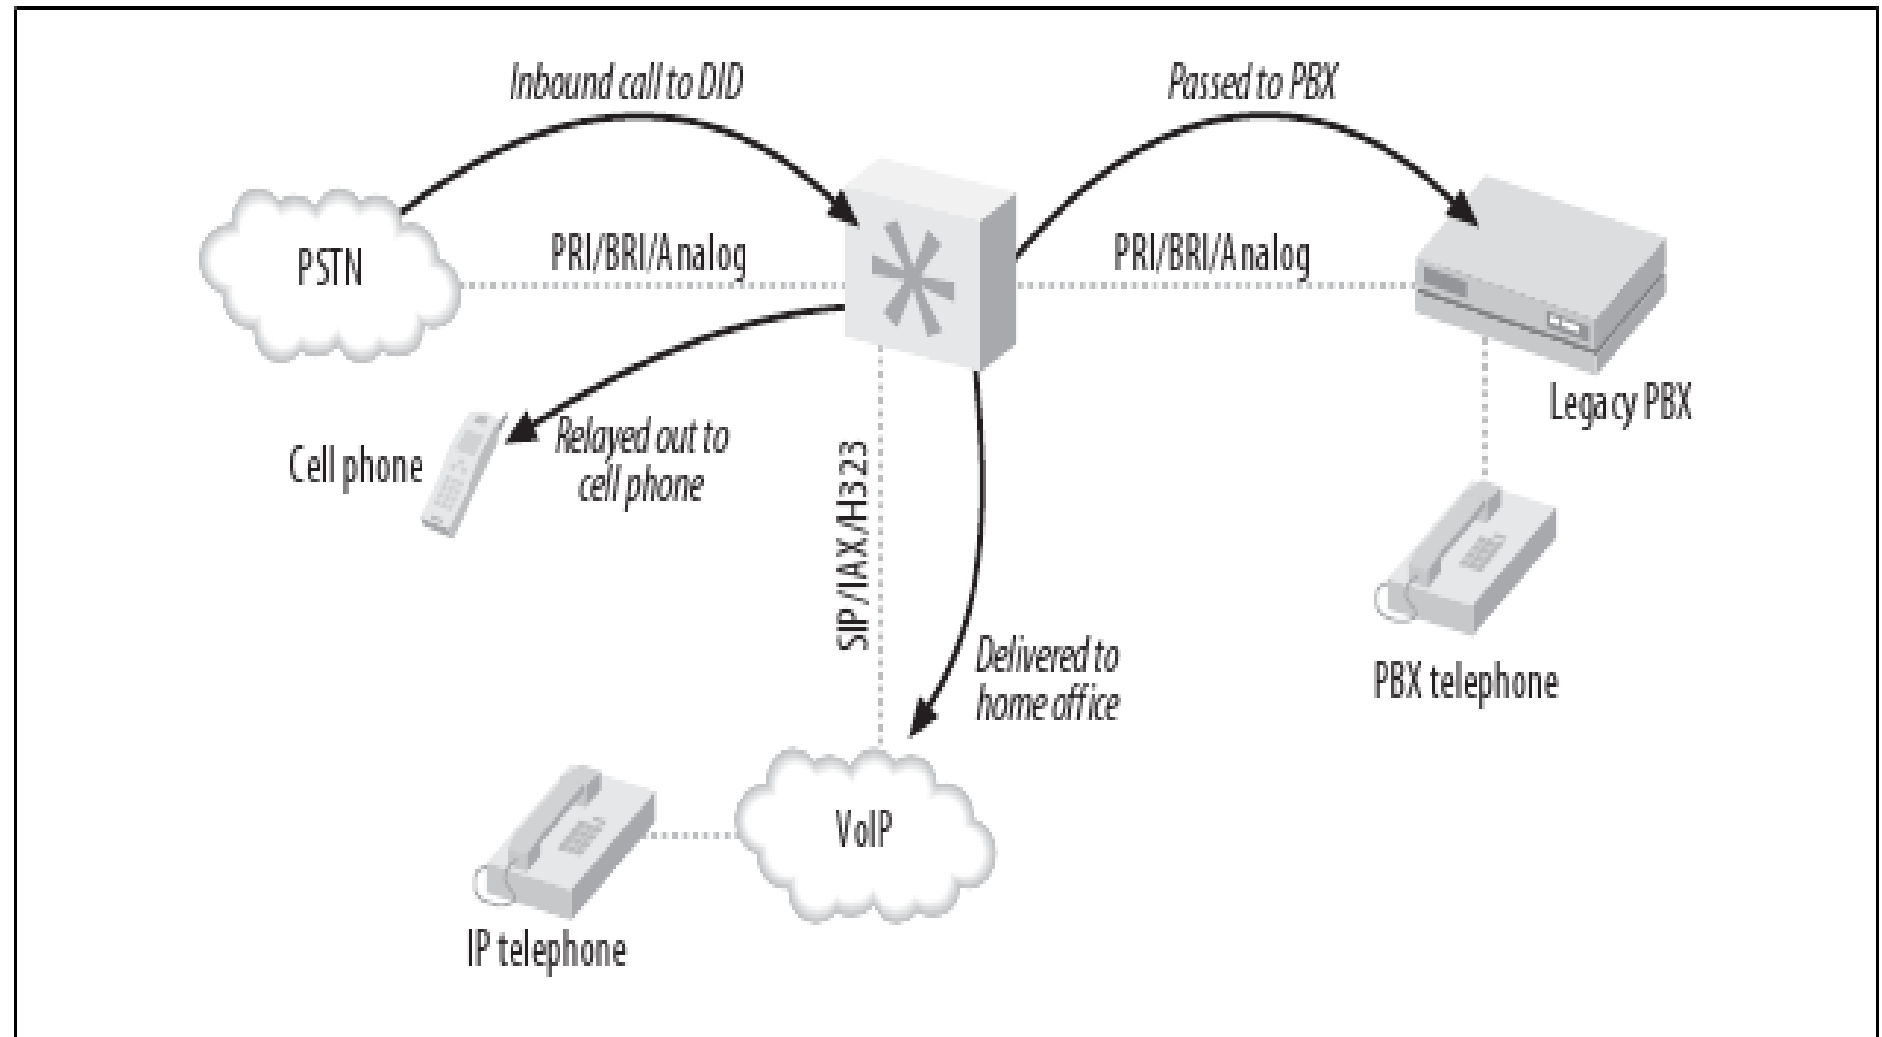 Inbound call to DID
Passed to PBX
PSTN
PRI/BRI/Analog
PRI/BRI/Analog
Legacy PBX
Cell phone
Relayed out to
cell phone
SIP/IAX/H323
Delivered to
home office
PBX telephone
VoIP
IP telephone